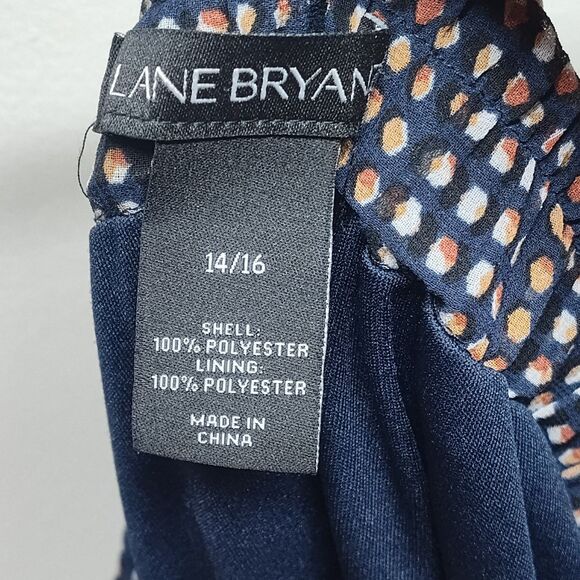 LANE BRYAN
14/16
SHELL:
100% POLYESTER
LINING:
100% POLYESTER
MADE IN
CHINA